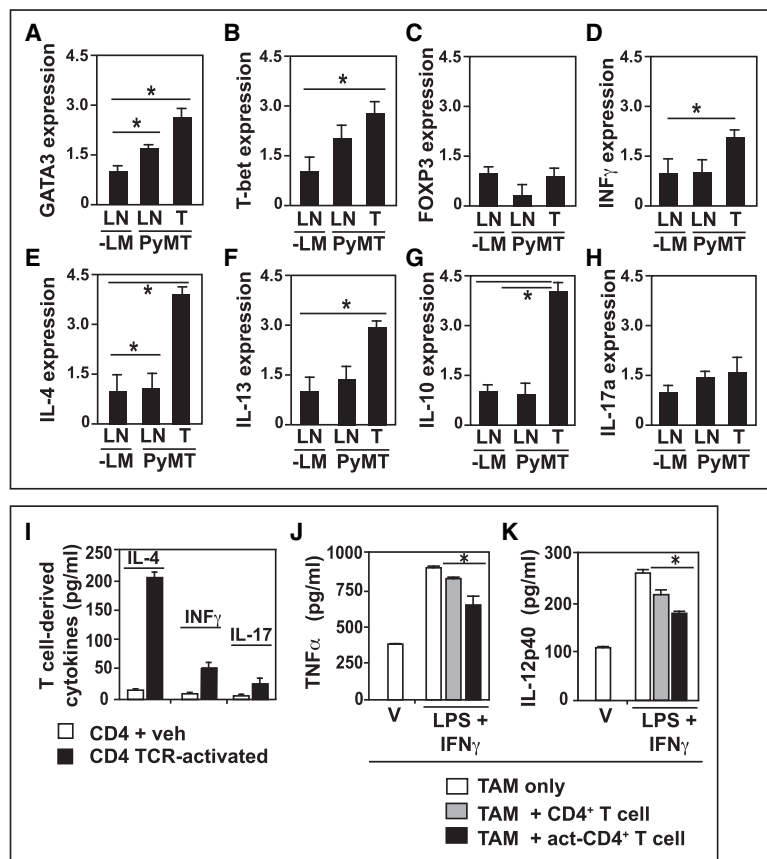 A
GATA3 expression
4.5
3.0
1.5
0
*
*
LN LN T
-LM PyMT
B
T-bet expression
4.5
3.0
1.5
0
*
LN LN T
-LM PyMT
C
FOXP3 expression
4.5
3.0
1.5
0
LN LN T
-LM PyMT
D
INFγ expression
4.5
3.0
1.5
0
*
LN LN T
-LM PyMT
E
IL-4 expression
4.5
3.0
1.5
0
*
*
LN LN T
-LM PyMT
F
IL-13 expression
4.5
3.0
1.5
0
*
LN LN T
-LM PyMT
G
IL-10 expression
4.5
3.0
1.5
0
*
LN LN T
-LM PyMT
H
IL-17a expression
4.5
3.0
1.5
0
LN LN T
-LM PyMT
I
T cell-derived
cytokines (pg/ml)
250
200
150
100
50
0
IL-4
INFγ
IL-17
CD4 + veh
CD4 TCR-activated
J
TNFα (pg/ml)
1000
750
500
250
*
V LPS +
IFNγ
K
IL-12p40 (pg/ml)
300
200
100
0
*
V LPS +
IFNγ
TAM only
TAM + CD4⁺ T cell
TAM + act-CD4⁺ T cell